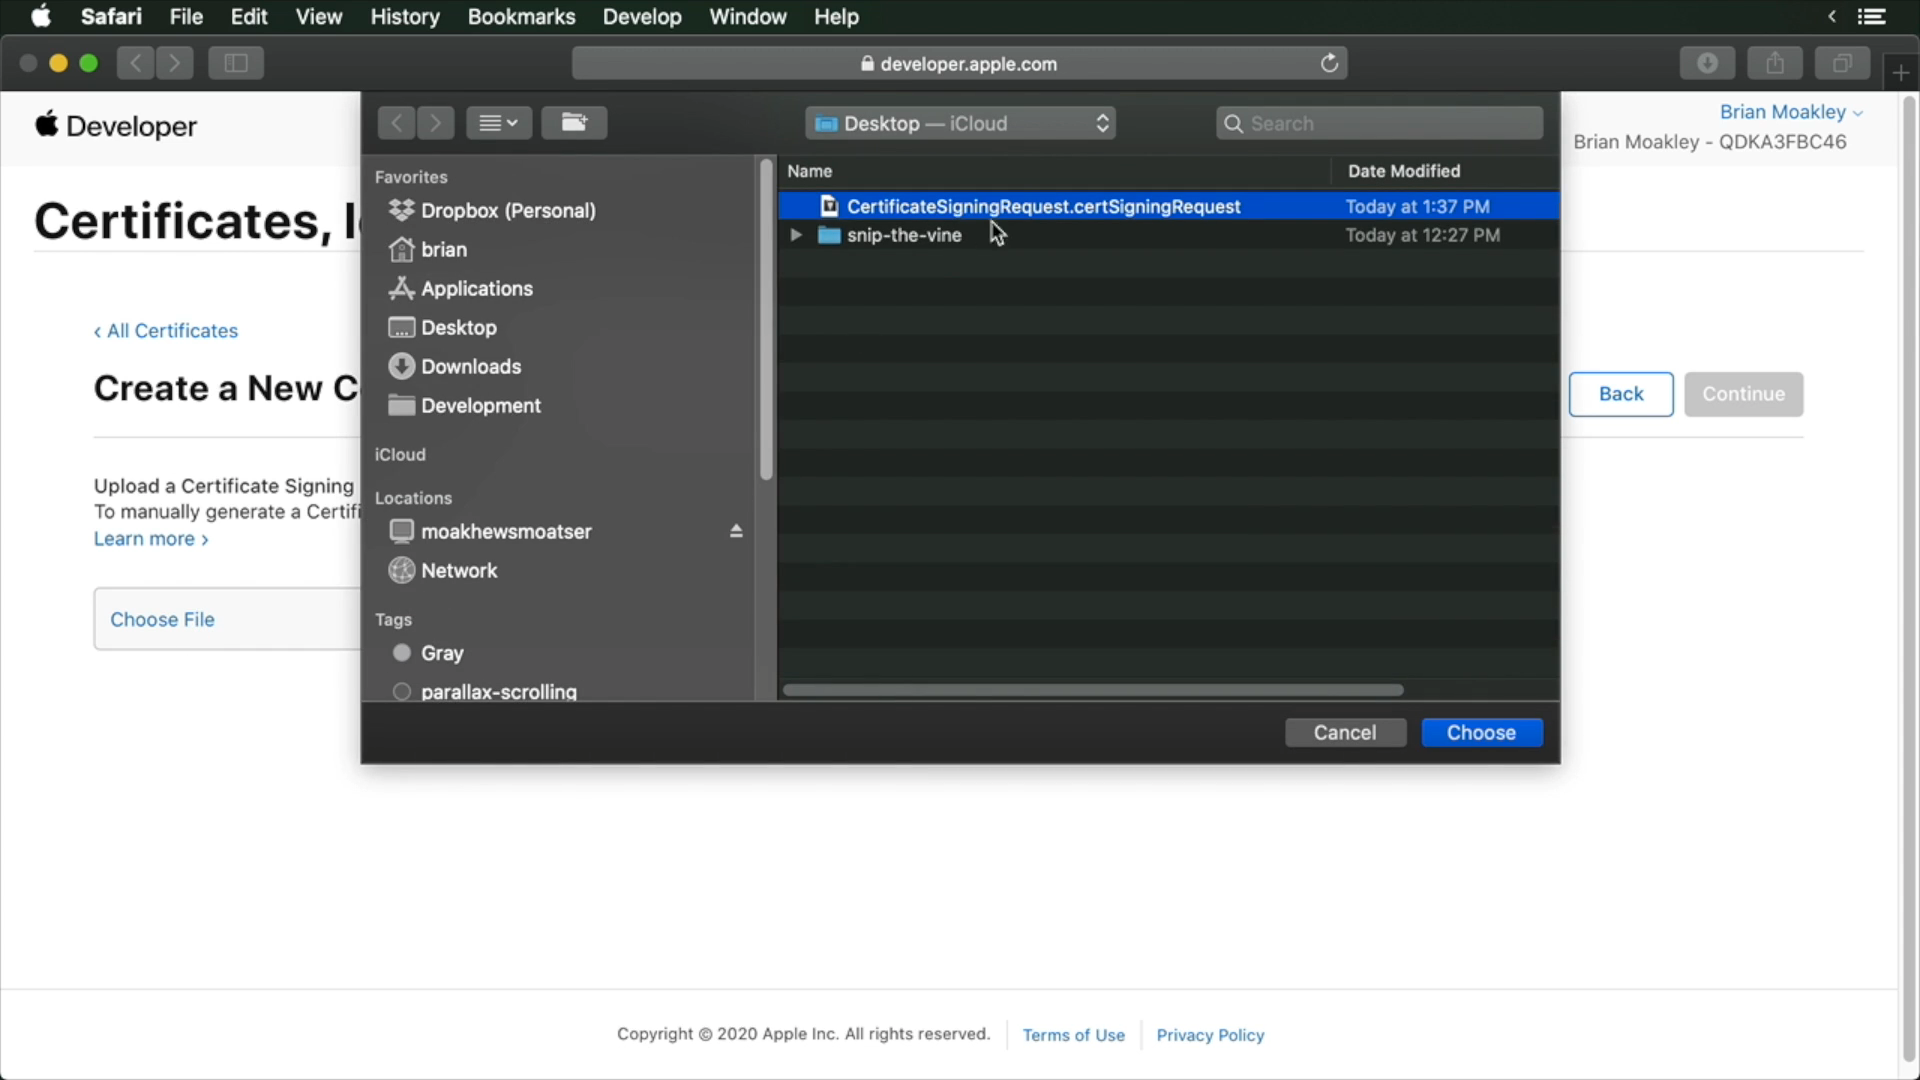 Safari File Edit View History Bookmarks Develop Window Help
developer.apple.com
Developer
Brian Moakley
Brian Moakley - QDKA3FBC46
Certificates, I
‹ All Certificates
Create a New C
Back
Continue
Upload a Certificate Signing
To manually generate a Certifi
Learn more ›
Choose File
Desktop — iCloud
Search
Favorites
Dropbox (Personal)
brian
Applications
Desktop
Downloads
Development
iCloud
Locations
moakhewsmoatser
Network
Tags
Gray
parallax-scrolling
Name Date Modified
CertificateSigningRequest.certSigningRequest Today at 1:37 PM
snip-the-vine Today at 12:27 PM
Cancel
Choose
Copyright © 2020 Apple Inc. All rights reserved. Terms of Use Privacy Policy